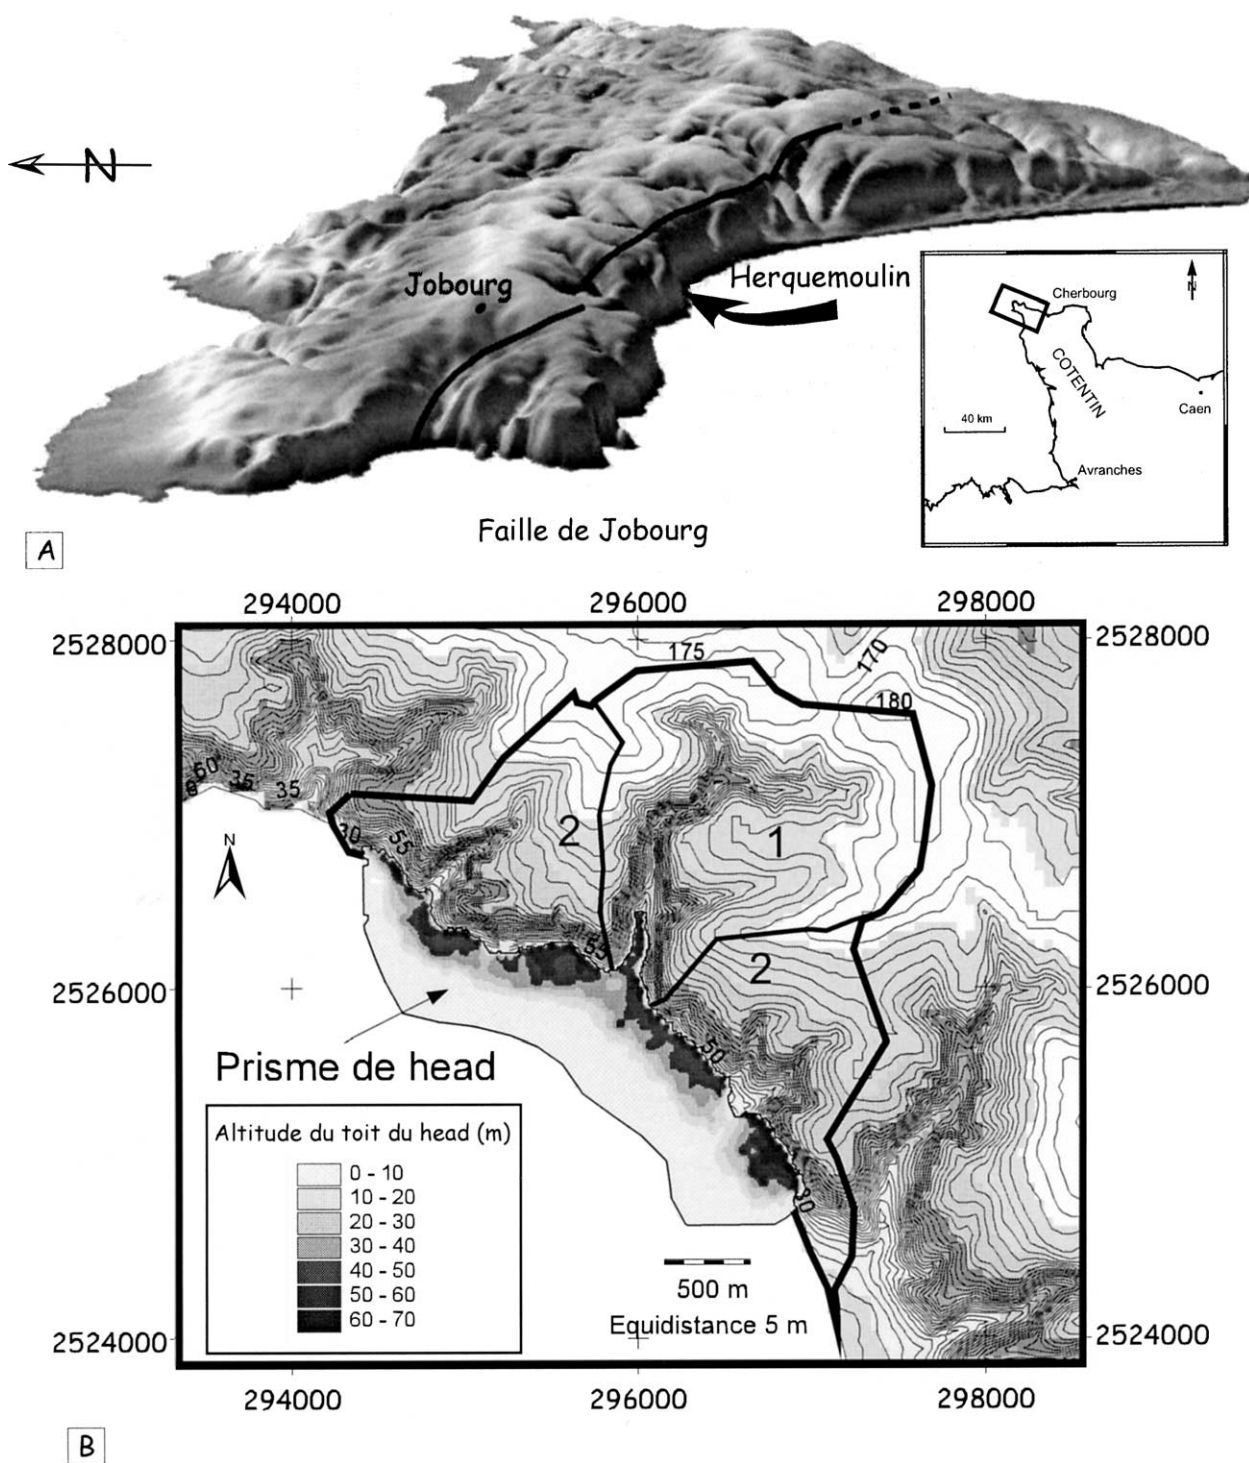 N
Jobourg
Herquemoulin
N
Cherbourg
COTENTIN
Caen
40 km
Avranches
Faille de Jobourg
A
294000 296000 298000
2528000 2528000
175
170
180
60
35
35
30
55
N
2
1
55
2
2526000 2526000
50
Prisme de head
30
Altitude du toit du head (m)
0 - 10
10 - 20
20 - 30
30 - 40
40 - 50
50 - 60
60 - 70
500 m
Equidistance 5 m
2524000 2524000
294000 296000 298000
B